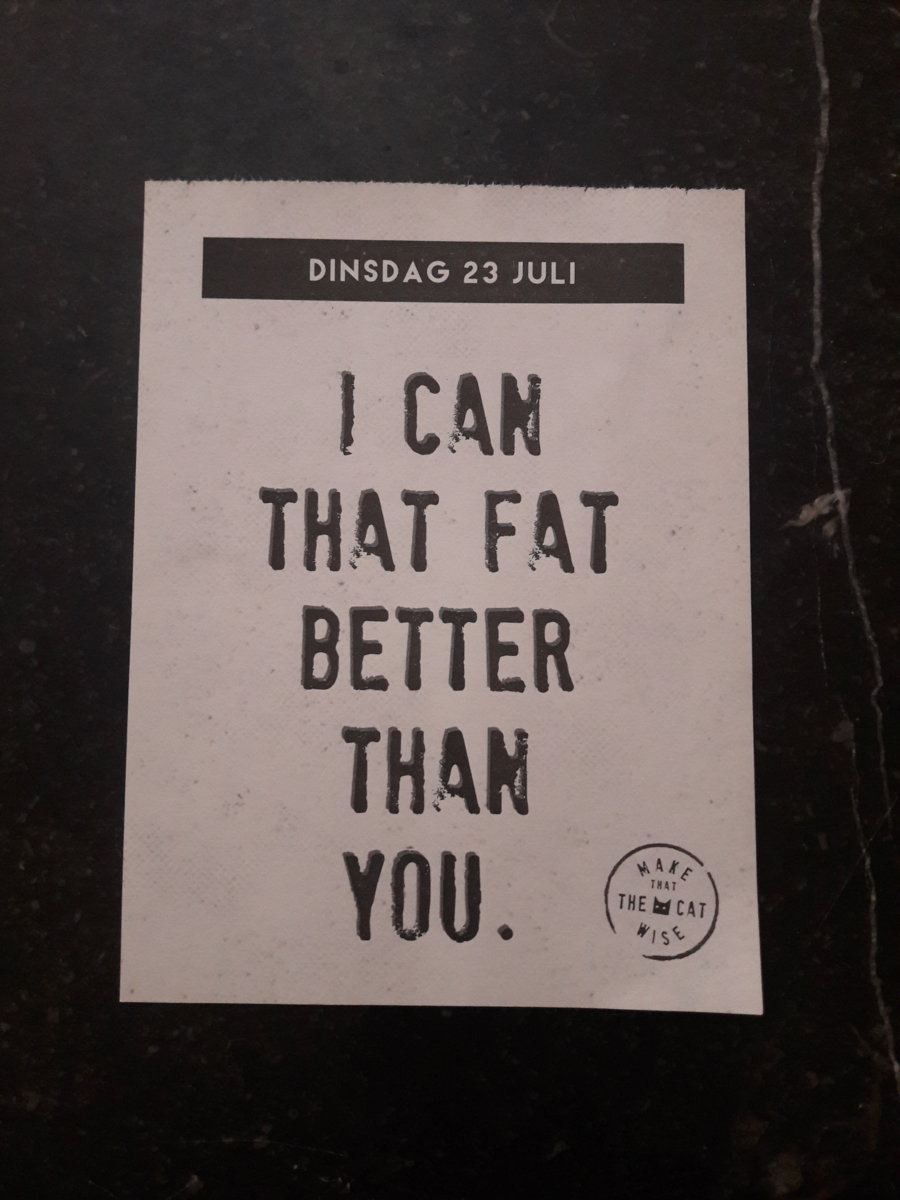 DINSDAG 23 JULI
I CAN
THAT FAT
BETTER
THAN
YOU.
MAKE
THAT
THE CAT
WISE